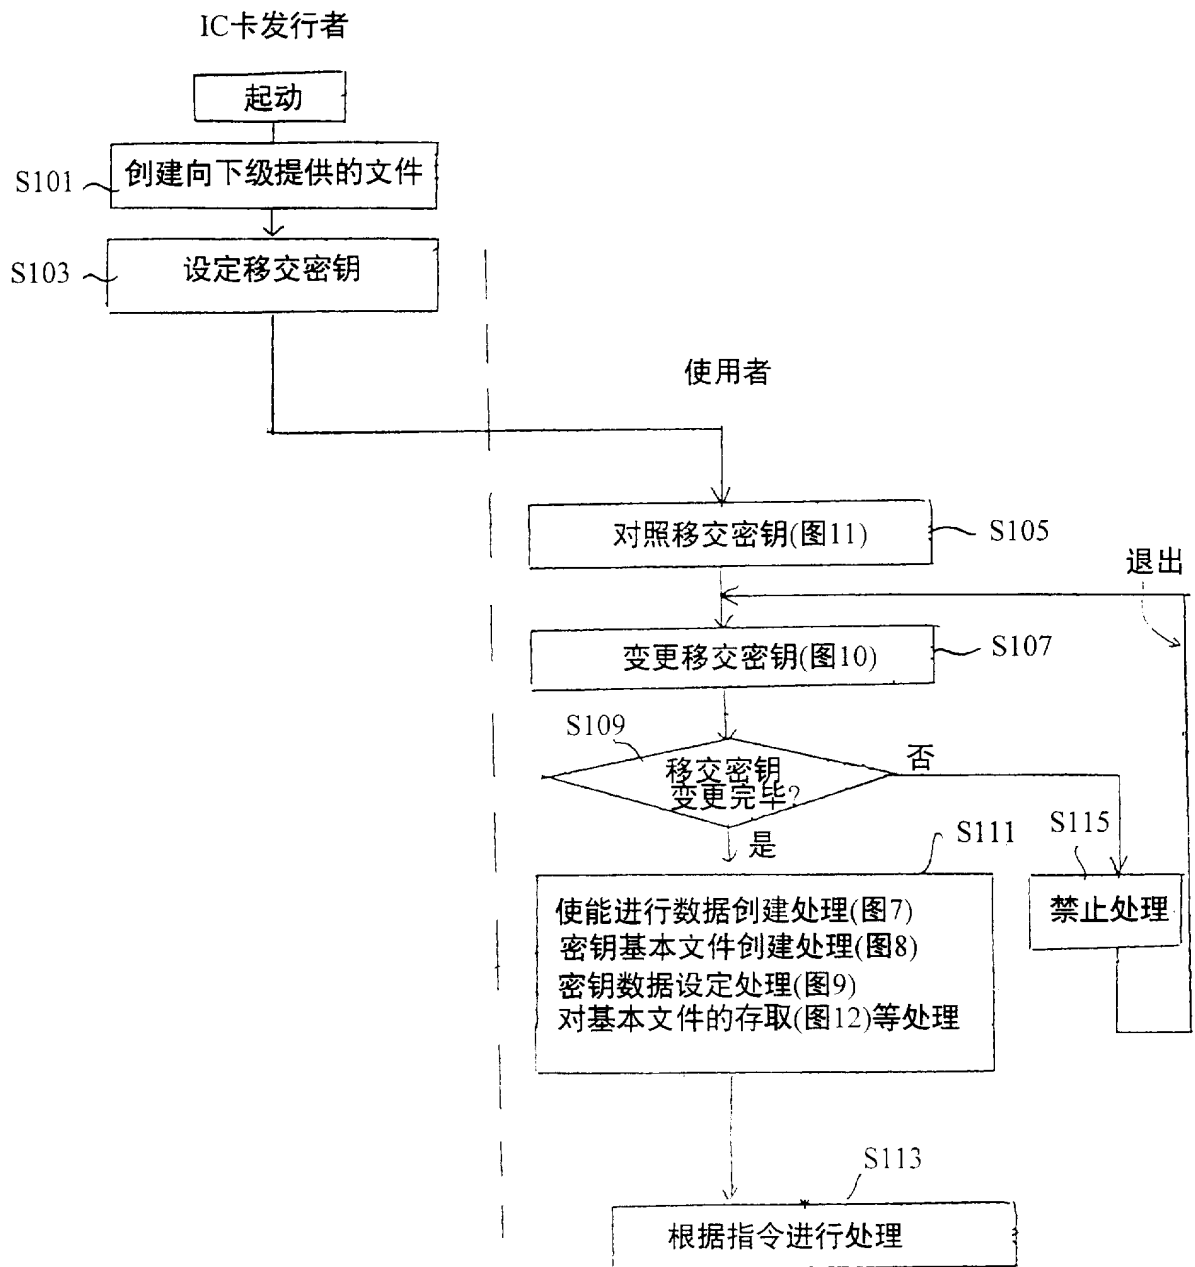 IC卡发行者
起动
S101
创建向下级提供的文件
S103
设定移交密钥
使用者
对照移交密钥(图11)
S105
退出
变更移交密钥(图10)
S107
S109
移交密钥
变更完毕?
否
是
S111
S115
使能进行数据创建处理(图7)
密钥基本文件创建处理(图8)
密钥数据设定处理(图9)
对基本文件的存取(图12)等处理
禁止处理
S113
根据指令进行处理